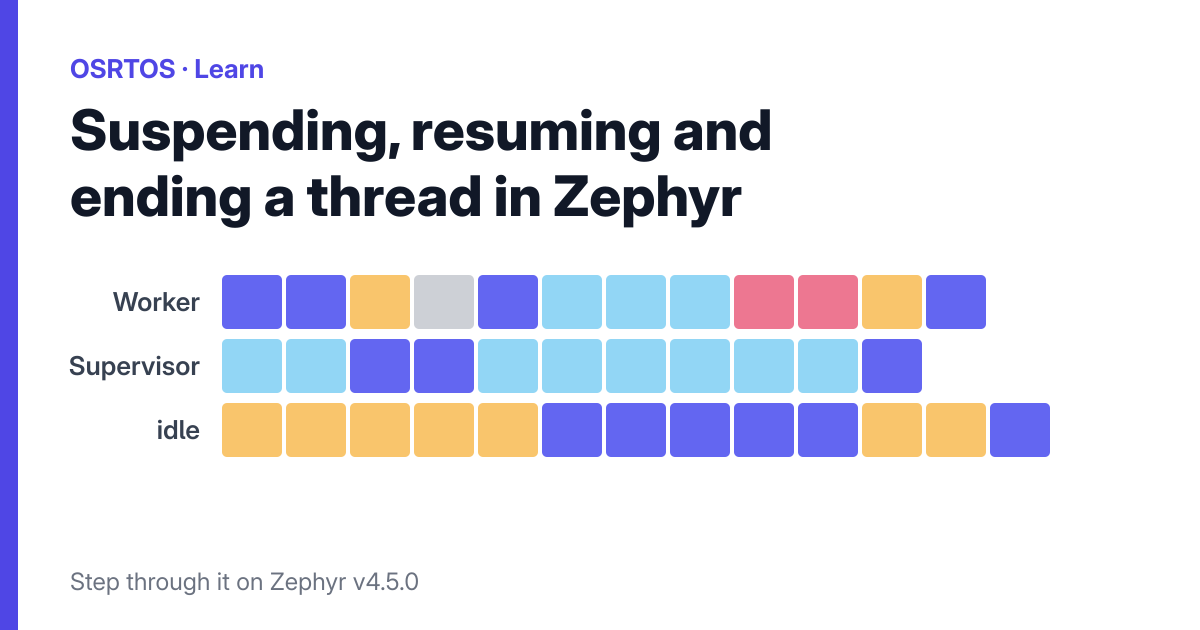 OSRTOS · Learn
Suspending, resuming and
ending a thread in Zephyr
Worker
Supervisor
idle
Step through it on Zephyr v4.5.0